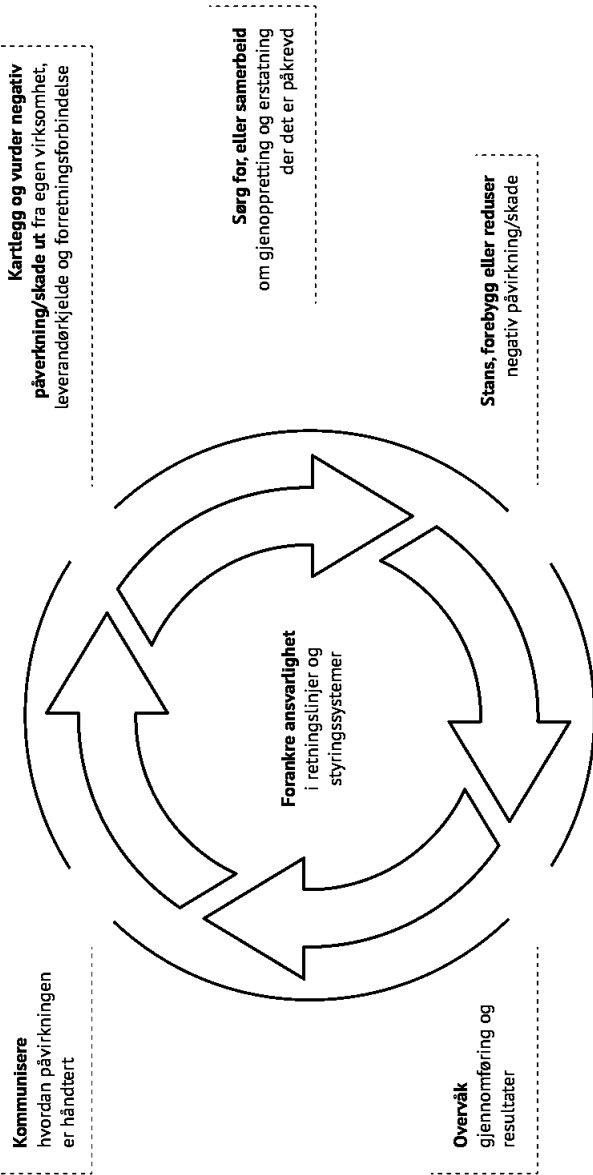 Kommunisere
hvordan påvirkningen
er håndtert
Kartlegg og vurder negativ
påverkning/skade ut fra egen virksomhet,
leverandørkjelde og forretningsforbindelse
Forankre ansvarlighet
i retningslinjer og
styringssystemer
Sørg for, eller samerbeid
om gjenoppretting og erstatning
der det er påkrevd
Overvåk
gjennomføring og
resultater
Stans, forebygg eller reduser
negativ påvirkning/skade